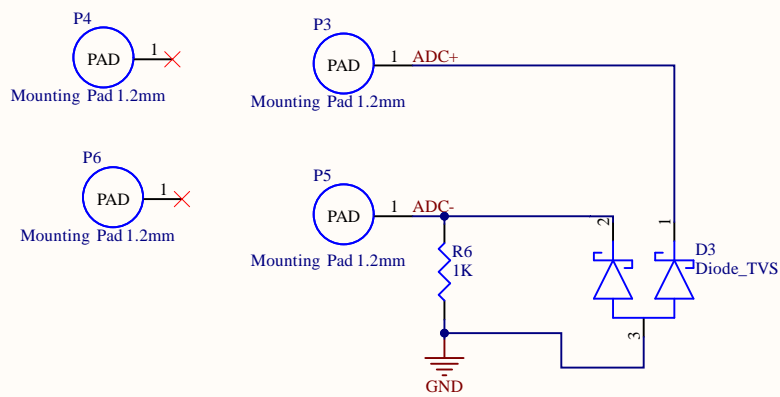 P4
PAD
1
Mounting Pad 1.2mm
P3
PAD
1
ADC+
Mounting Pad 1.2mm
P6
PAD
1
Mounting Pad 1.2mm
P5
PAD
1
ADC-
Mounting Pad 1.2mm
R6
1K
2
1
D3
Diode_TVS
3
GND